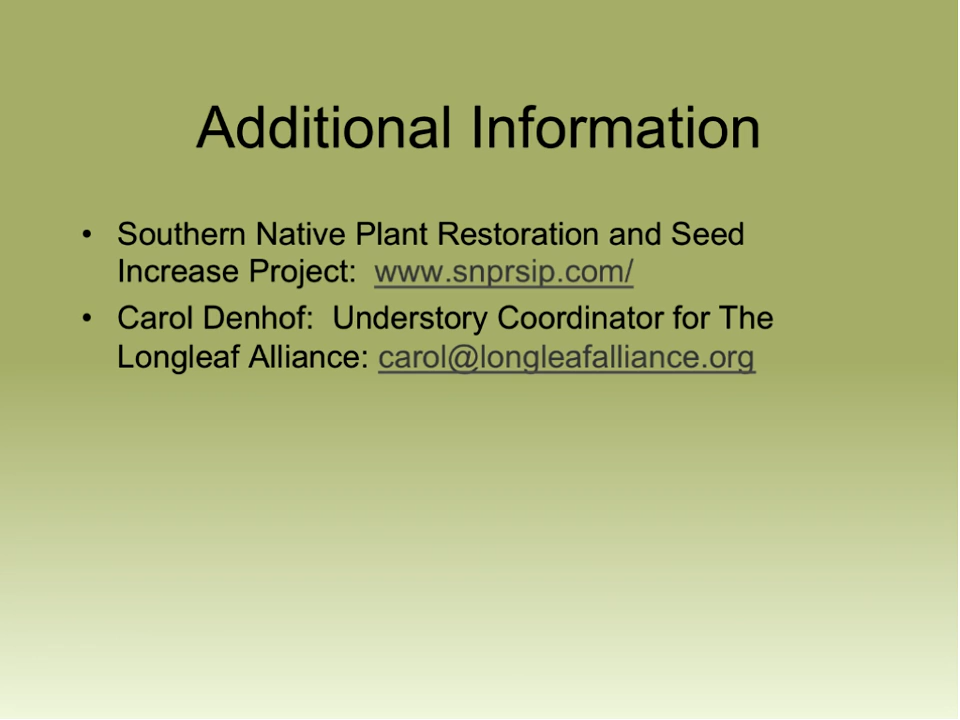 Additional Information
• Southern Native Plant Restoration and Seed
Increase Project:  www.snprsip.com/
• Carol Denhof:  Understory Coordinator for The
Longleaf Alliance: carol@longleafalliance.org